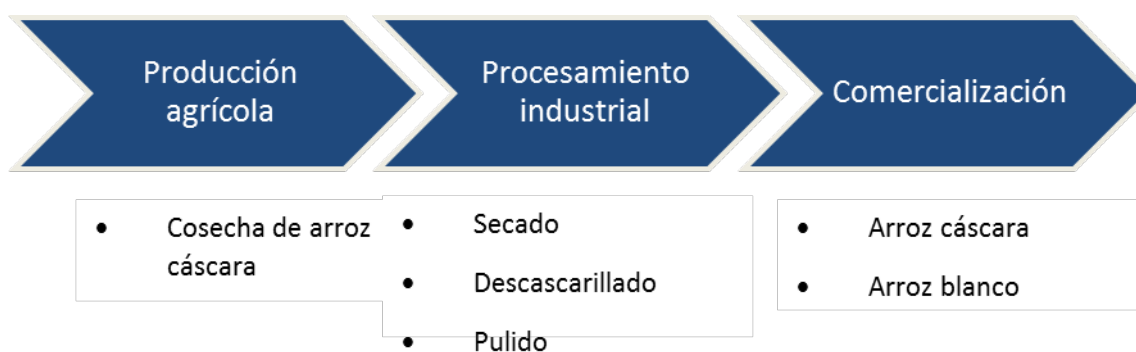 Producción
agrícola
Procesamiento
industrial
Comercialización
• Cosecha de arroz
cáscara
• Secado
• Descascarillado
• Pulido
• Arroz cáscara
• Arroz blanco